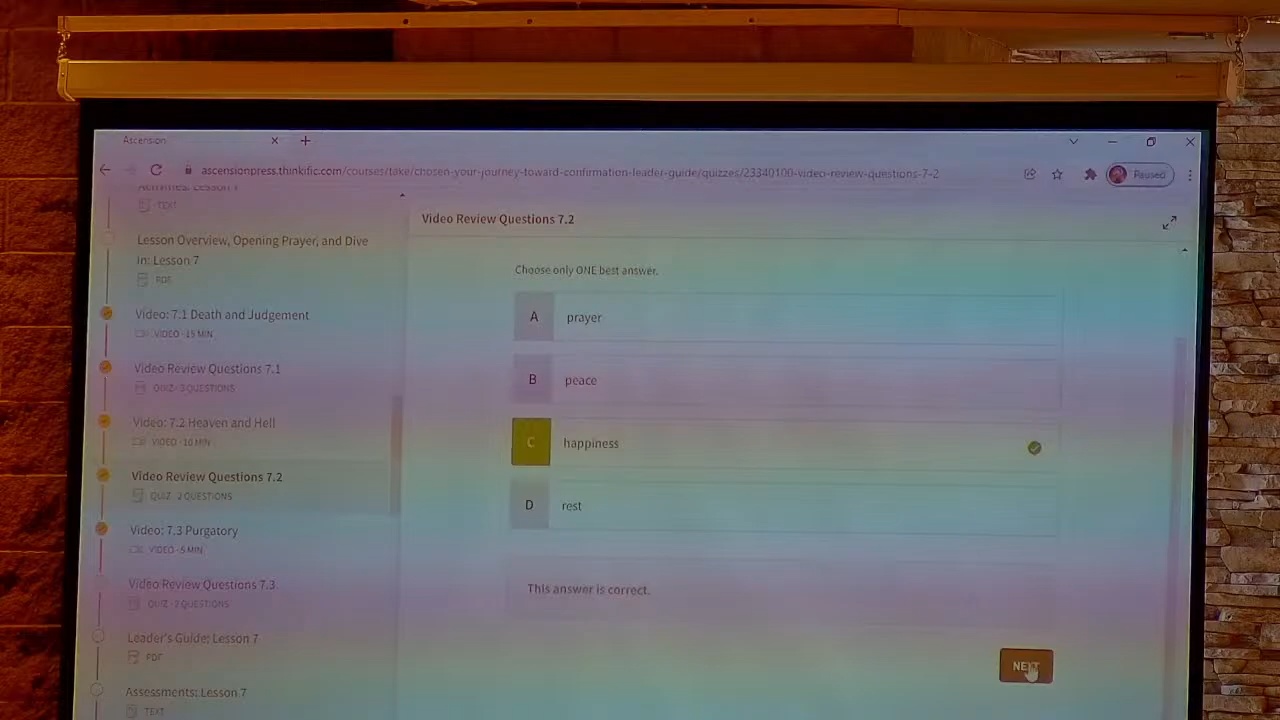 Ascension
ascensionpress.thinkific.com/courses/take/chosen-your-journey-toward-confirmation-leader-guide/quizzes/23340100-video-review-questions-7-2
Paused
Activities: Lesson 7
TEXT
Lesson Overview, Opening Prayer, and Dive
in: Lesson 7
PDF
Video: 7.1 Death and Judgement
VIDEO · 15 MIN
Video Review Questions 7.1
QUIZ · 3 QUESTIONS
Video: 7.2 Heaven and Hell
VIDEO · 10 MIN
Video Review Questions 7.2
QUIZ · 2 QUESTIONS
Video: 7.3 Purgatory
VIDEO · 5 MIN
Video Review Questions 7.3
QUIZ · 2 QUESTIONS
Leader's Guide: Lesson 7
PDF
Assessments: Lesson 7
TEXT
Video Review Questions 7.2
Choose only ONE best answer.
A prayer
B peace
C happiness
D rest
This answer is correct.
NEXT